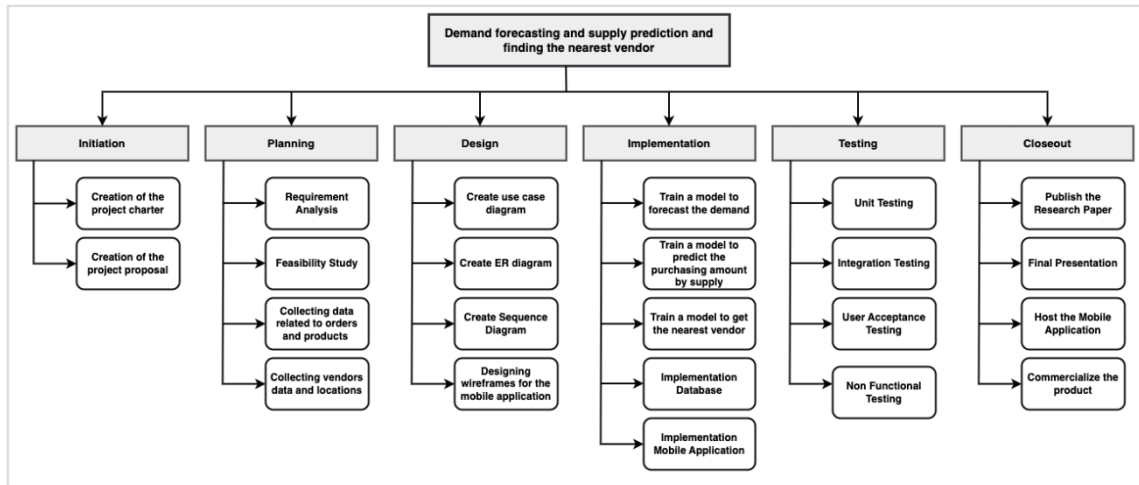 Demand forecasting and supply prediction and
finding the nearest vendor
Initiation
Planning
Design
Implementation
Testing
Closeout
Creation of the
project charter
Creation of the
project proposal
Requirement
Analysis
Feasibility Study
Collecting data
related to orders
and products
Collecting vendors
data and locations
Create use case
diagram
Create ER diagram
Create Sequence
Diagram
Designing
wireframes for the
mobile application
Train a model to
forecast the demand
Train a model to
predict the
purchasing amount
by supply
Train a model to get
the nearest vendor
Implementation
Database
Implementation
Mobile Application
Unit Testing
Integration Testing
User Acceptance
Testing
Non Functional
Testing
Publish the
Research Paper
Final Presentation
Host the Mobile
Application
Commercialize the
product